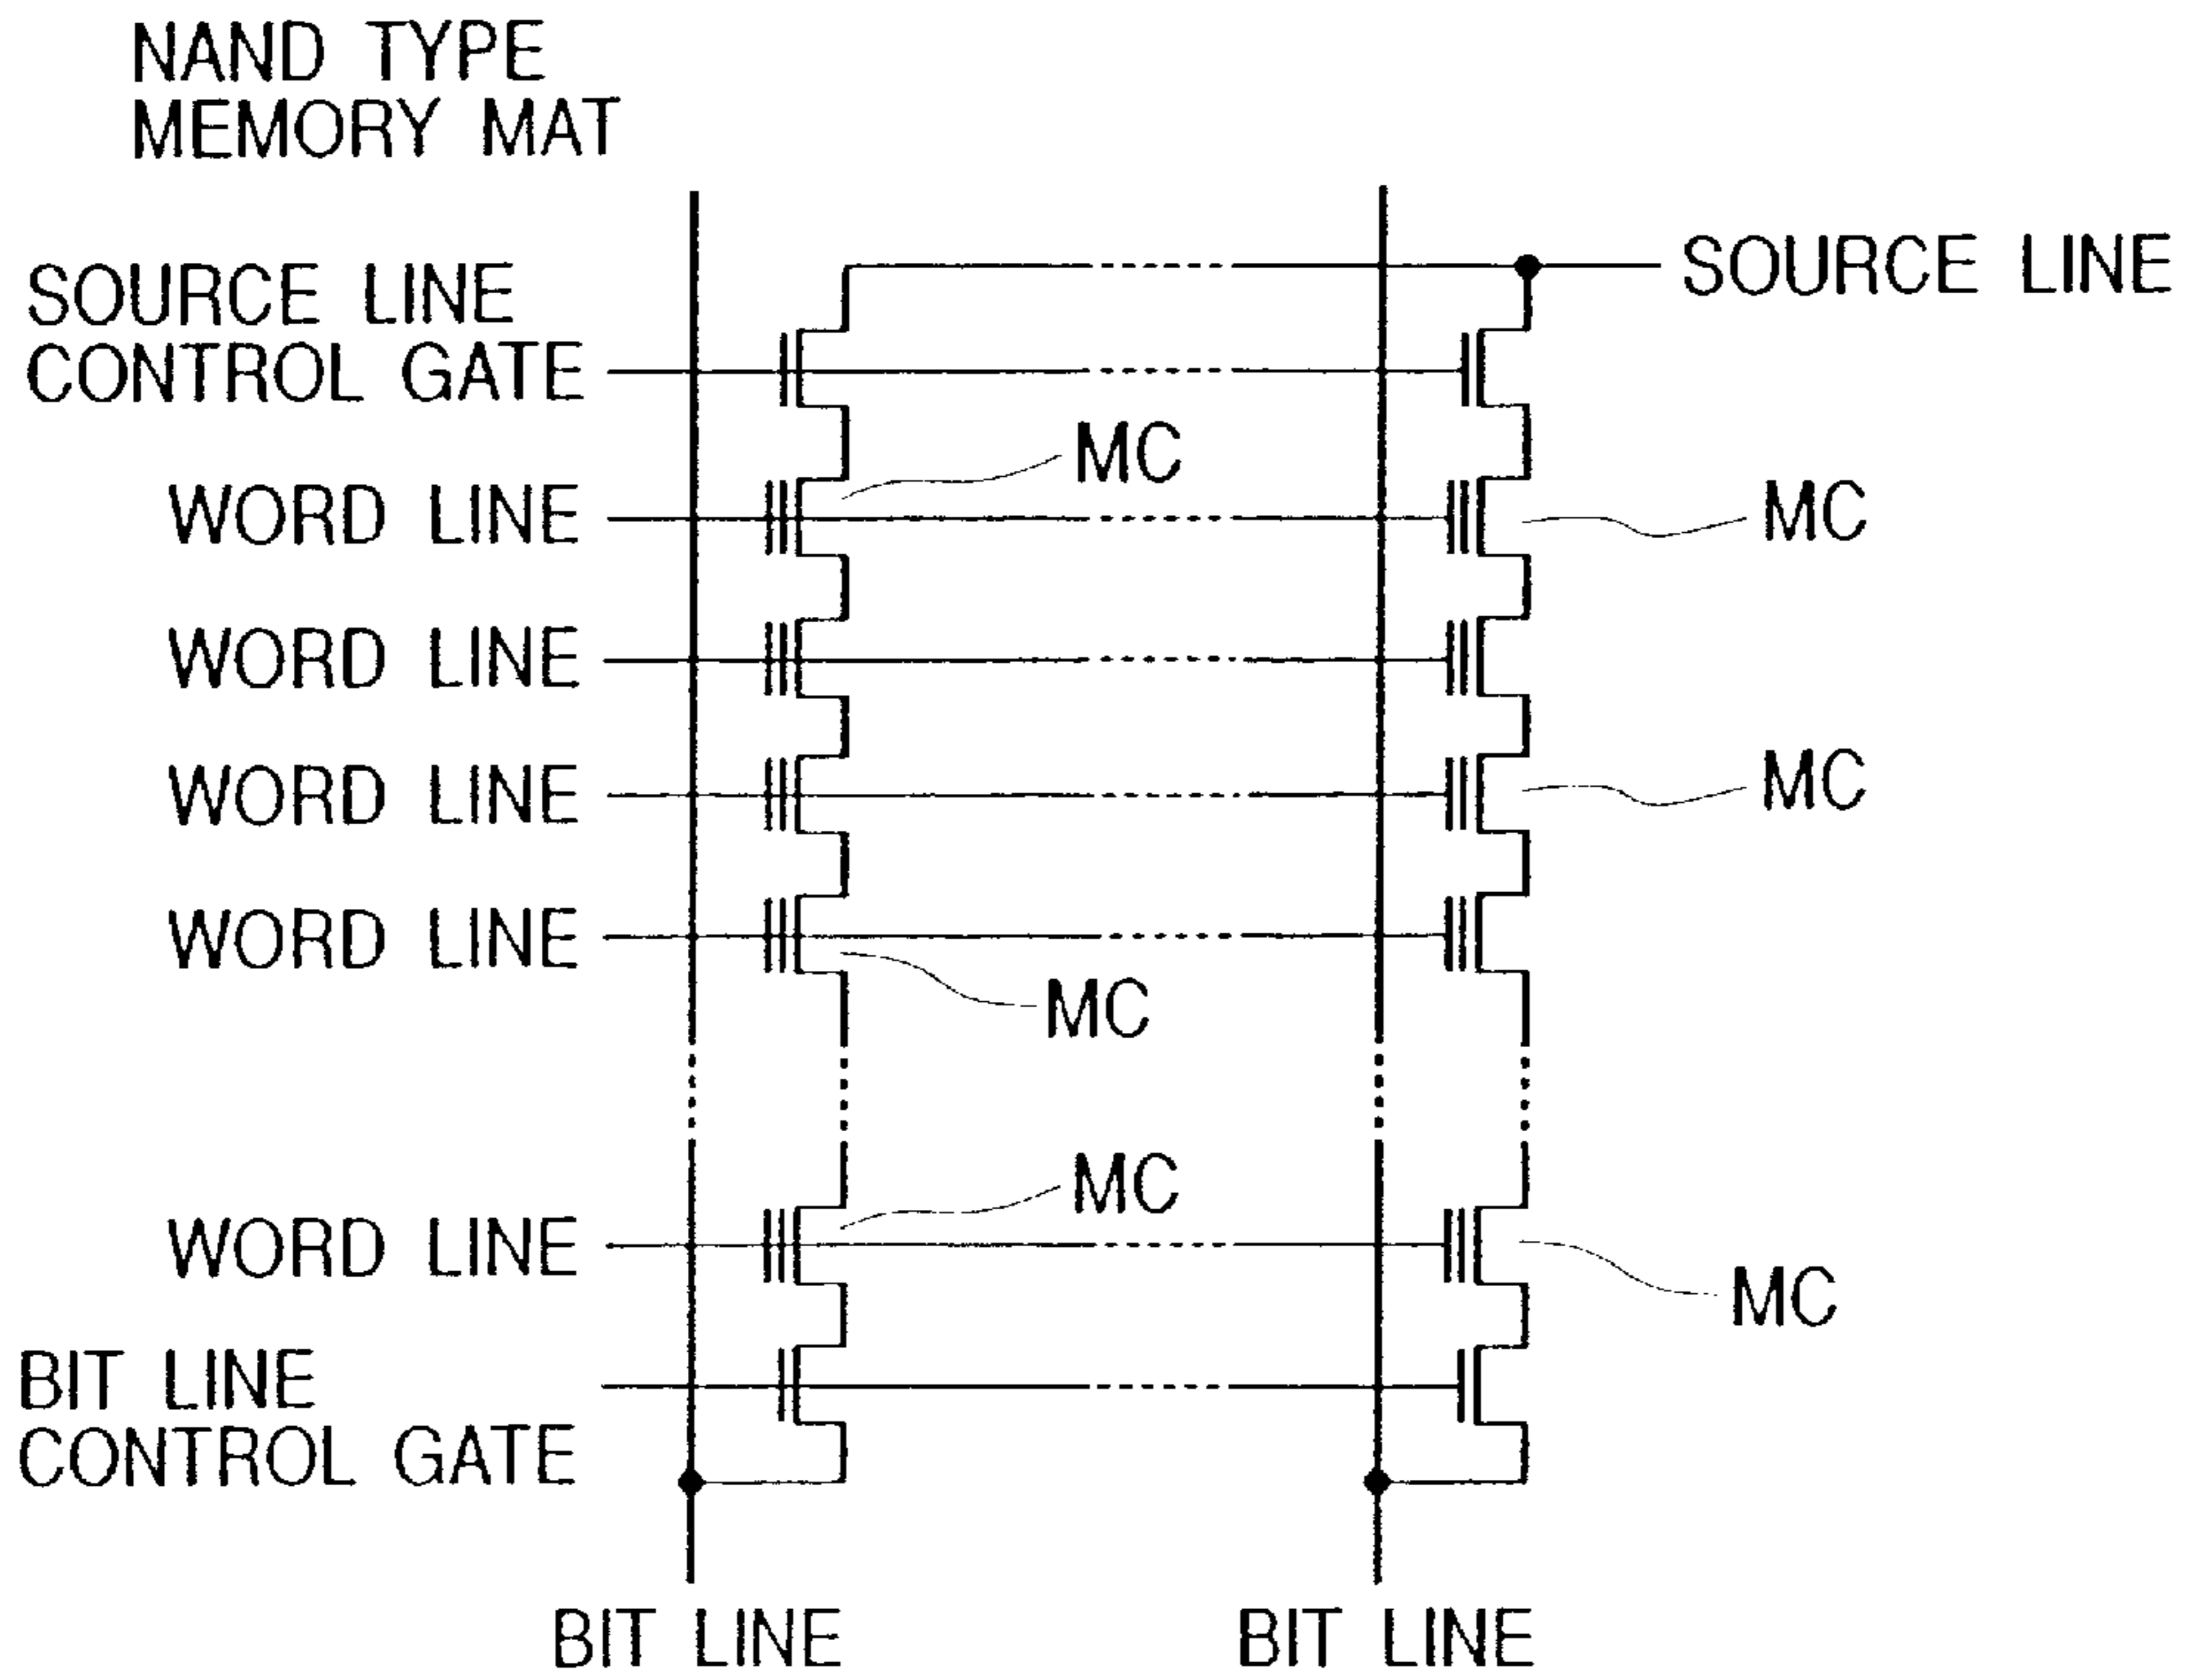 NAND TYPE
MEMORY MAT
SOURCE LINE
SOURCE LINE
CONTROL GATE
MC
WORD LINE
MC
WORD LINE
WORD LINE
MC
WORD LINE
MC
MC
WORD LINE
MC
BIT LINE
CONTROL GATE
BIT LINE
BIT LINE